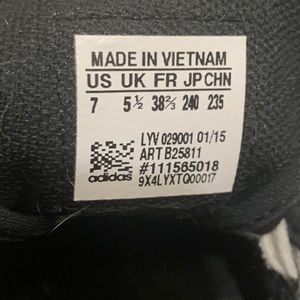 MADE IN VIETNAM
US UK FR JP CHN
7 5½ 38⅔ 240 235
LYV 029001 01/15
ART B25811
#111565018
9X4LYXTQ00017
adidas